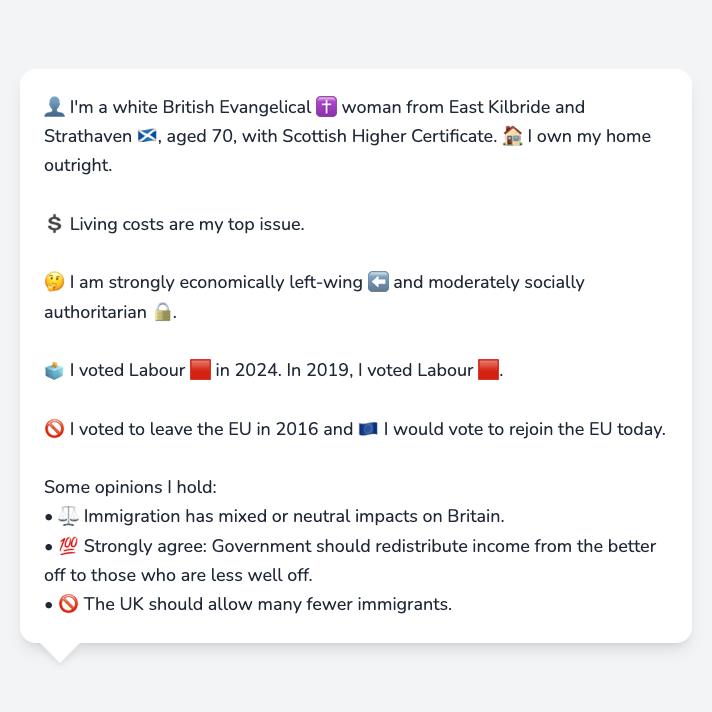 👤 I'm a white British Evangelical ✝️ woman from East Kilbride and
Strathaven 🏴󠁧󠁢󠁳󠁣󠁴󠁿, aged 70, with Scottish Higher Certificate. 🏠 I own my home
outright.
💲 Living costs are my top issue.
🤔 I am strongly economically left-wing ⬅️ and moderately socially
authoritarian 🔒.
🗳️ I voted Labour 🟥 in 2024. In 2019, I voted Labour 🟥.
🚫 I voted to leave the EU in 2016 and 🇪🇺 I would vote to rejoin the EU today.
Some opinions I hold:
• ⚖️ Immigration has mixed or neutral impacts on Britain.
• 💯 Strongly agree: Government should redistribute income from the better
off to those who are less well off.
• 🚫 The UK should allow many fewer immigrants.